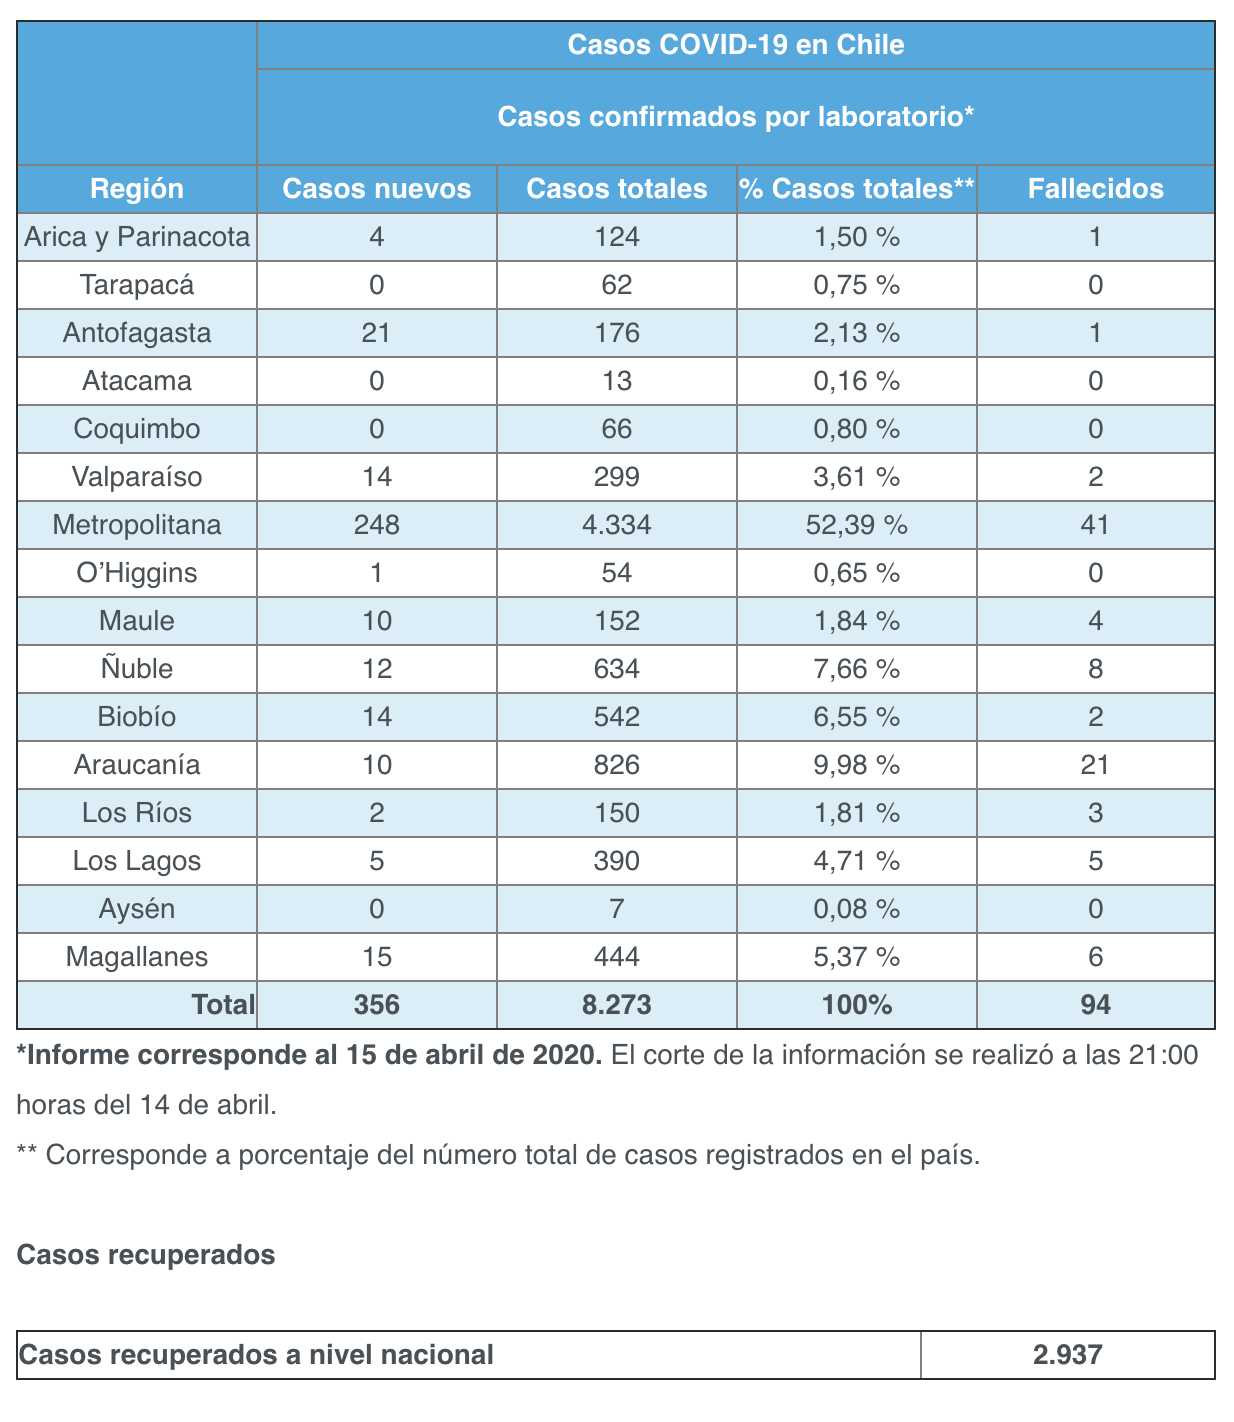 Casos COVID-19 en Chile
Casos confirmados por laboratorio*
Región Casos nuevos Casos totales % Casos totales** Fallecidos
Arica y Parinacota 4 124 1,50 % 1
Tarapacá 0 62 0,75 % 0
Antofagasta 21 176 2,13 % 1
Atacama 0 13 0,16 % 0
Coquimbo 0 66 0,80 % 0
Valparaíso 14 299 3,61 % 2
Metropolitana 248 4.334 52,39 % 41
O’Higgins 1 54 0,65 % 0
Maule 10 152 1,84 % 4
Ñuble 12 634 7,66 % 8
Biobío 14 542 6,55 % 2
Araucanía 10 826 9,98 % 21
Los Ríos 2 150 1,81 % 3
Los Lagos 5 390 4,71 % 5
Aysén 0 7 0,08 % 0
Magallanes 15 444 5,37 % 6
Total 356 8.273 100% 94
*Informe corresponde al 15 de abril de 2020. El corte de la información se realizó a las 21:00
horas del 14 de abril.
** Corresponde a porcentaje del número total de casos registrados en el país.
Casos recuperados
Casos recuperados a nivel nacional 2.937